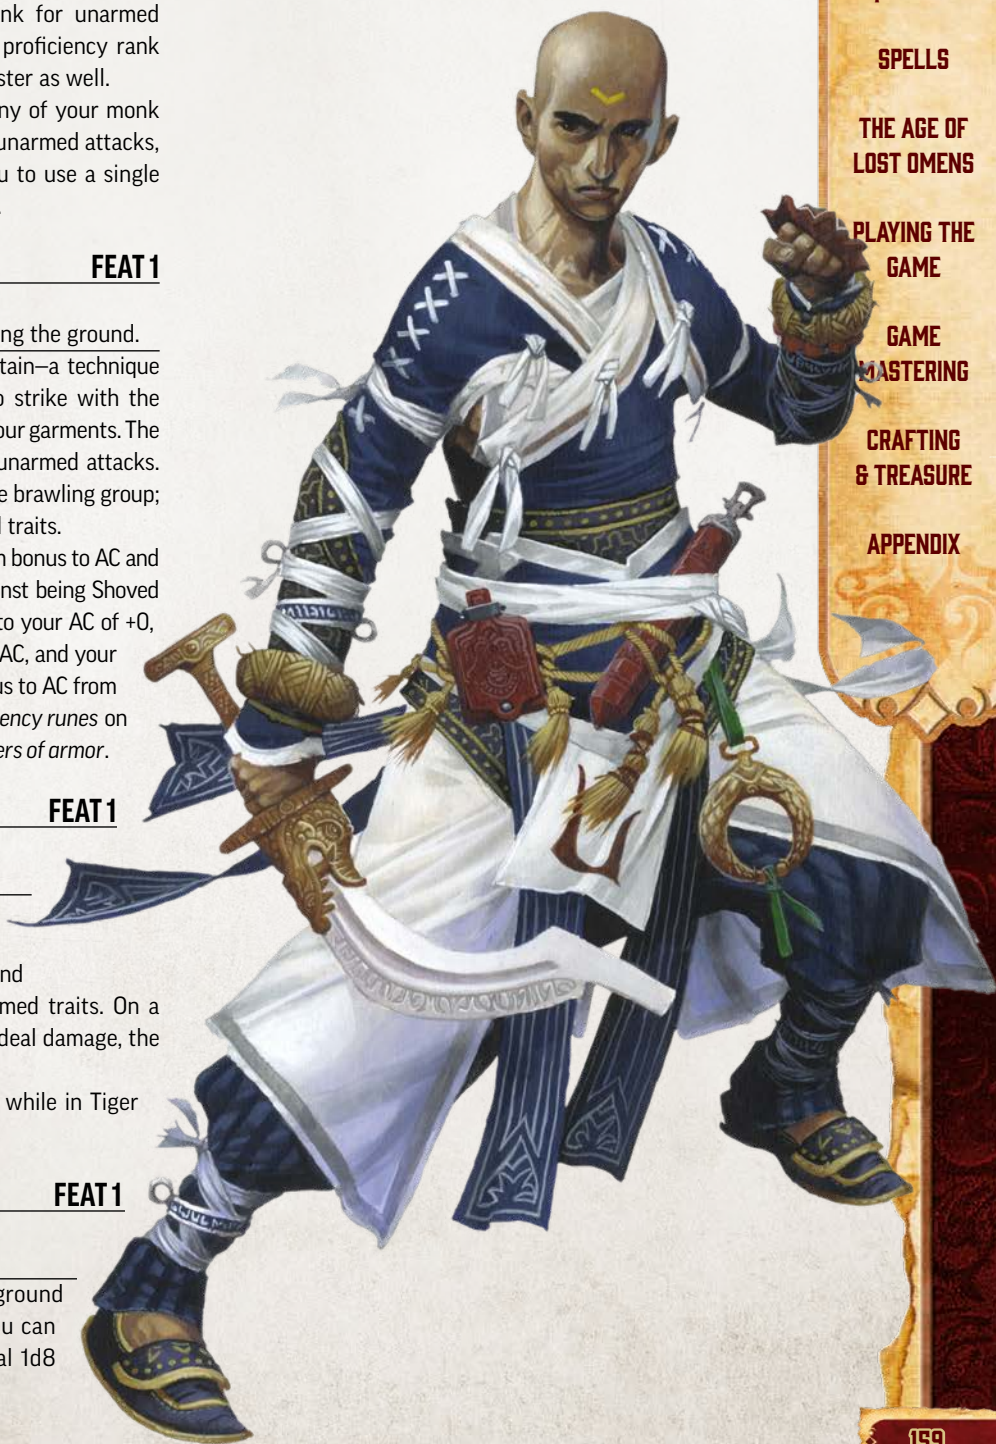 nk for unarmed
proficiency rank
ster as well.
ny of your monk
unarmed attacks,
u to use a single
FEAT 1
ng the ground.
tain—a technique
o strike with the
our garments. The
unarmed attacks.
e brawling group;
l traits.
n bonus to AC and
nst being Shoved
to your AC of +0,
AC, and your
us to AC from
ency runes on
ers of armor.
FEAT 1
nd
med traits. On a
deal damage, the
while in Tiger
FEAT 1
ground
u can
al 1d8
SPELLS
THE AGE OF
LOST OMENS
PLAYING THE
GAME
GAME
MASTERING
CRAFTING
& TREASURE
APPENDIX
159